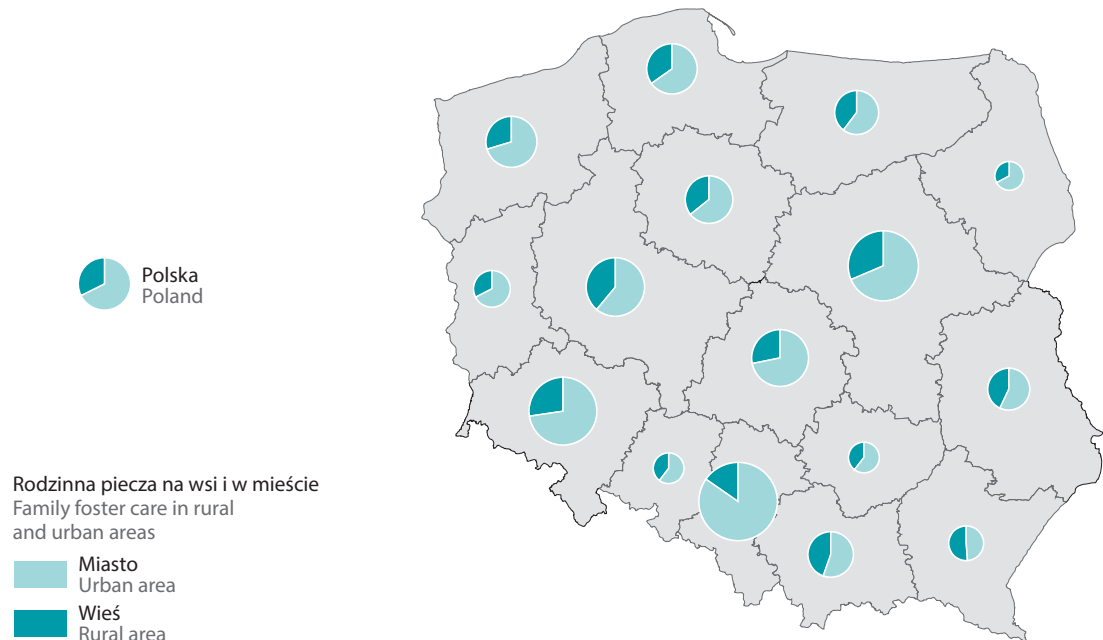 Polska
Poland
Rodzinna piecza na wsi i w mieście
Family foster care in rural
and urban areas
Miasto
Urban area
Wieś
Rural area